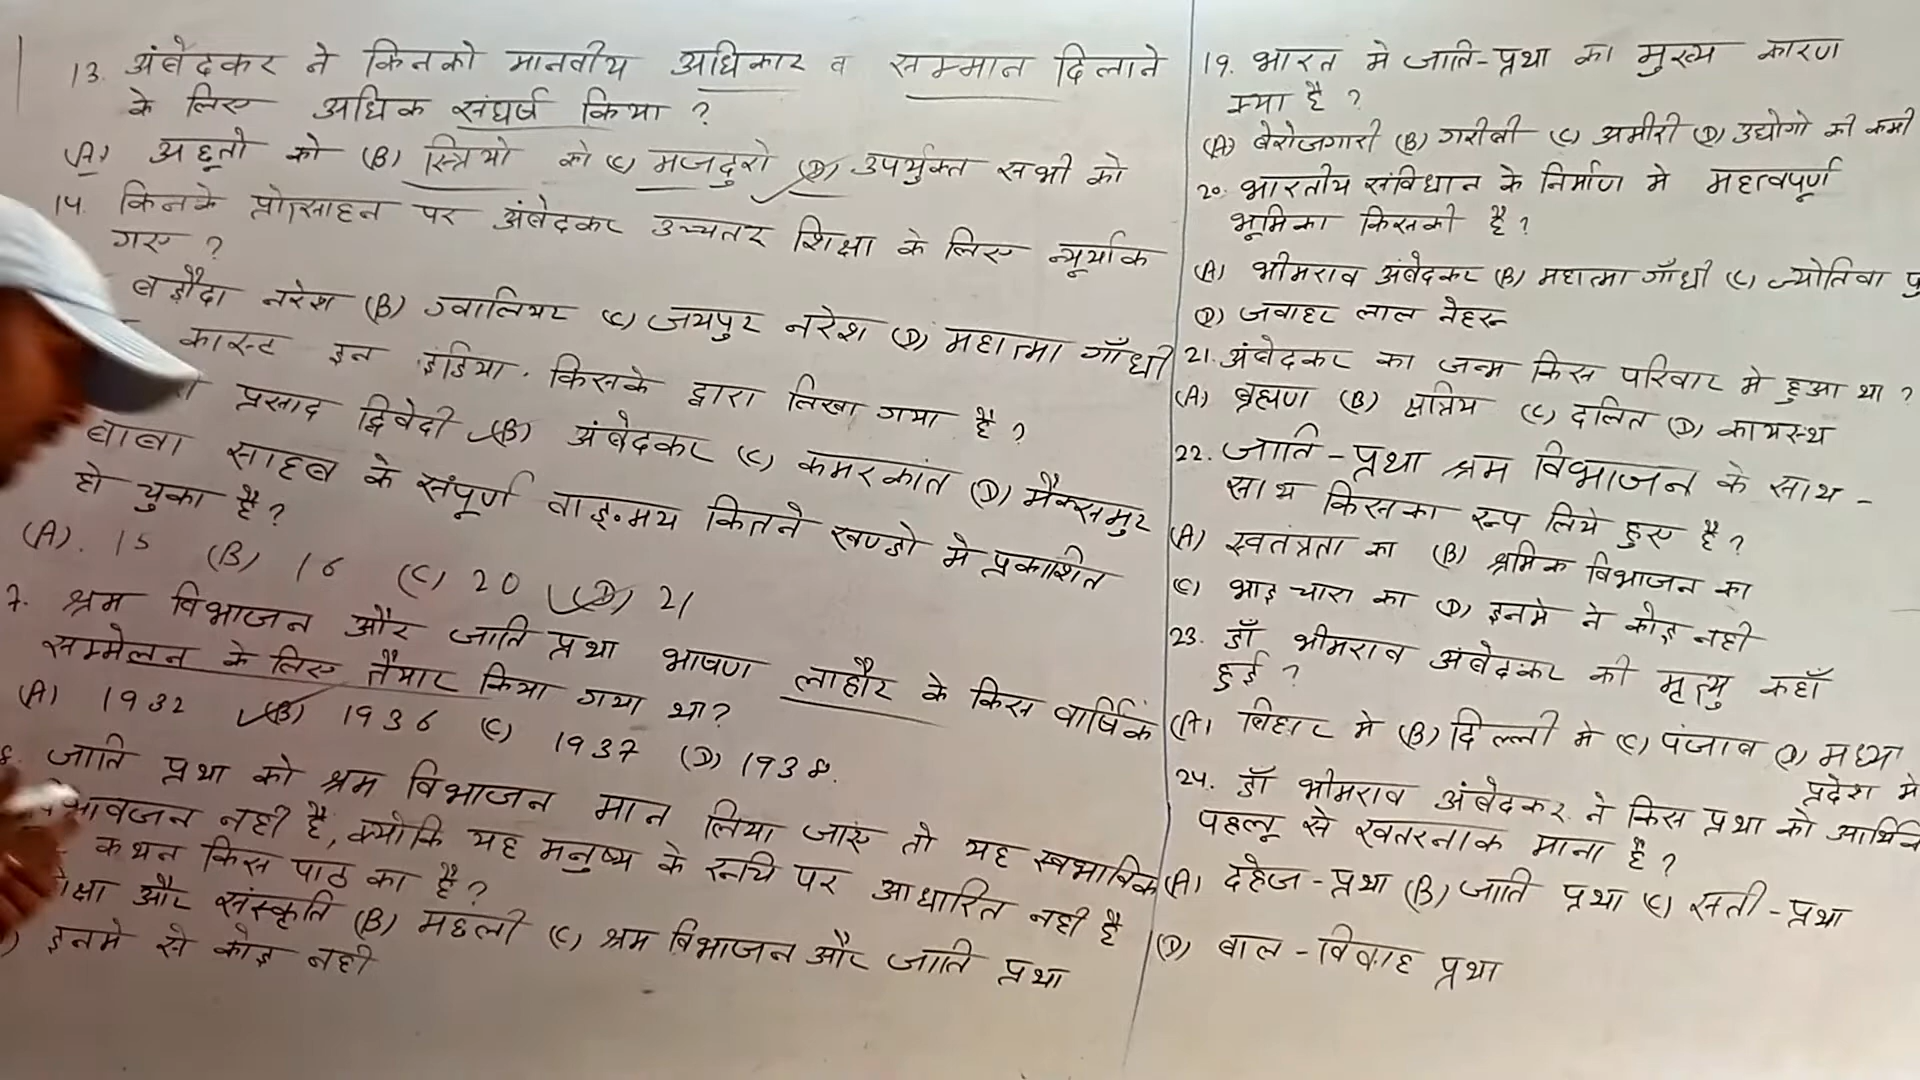 13. अंबेदकर ने किनको मानवीय अधिकार व सम्मान दिलाने
के लिए अधिक संघर्ष किया ?
(A) अछूतो को (B) स्त्रियो को (C) मजदुरो (D) उपर्युक्त सभी को
14. किनके प्रोत्साहन पर अंबेदकर उच्चतर शिक्षा के लिए न्यूर्याक
गए ?
बड़ौदा नरेश (B) ग्वालियर (C) जयपुर नरेश (D) महात्मा गाँधी
कास्ट इन इंडिया. किसके द्वारा लिखा गया है ?
प्रसाद द्विवेदी (B) अंबेदकर (C) कमरकांत (D) मैक्समुर
बाबा साहब के संपूर्ण वाड़्मय कितने खण्डो मे प्रकाशित
हो चुका है ?
(A). 15 (B) 16 (C) 20 (D) 21
7. श्रम विभाजन और जाति प्रथा भाषण लाहौर के किस वार्षिक
सम्मेलन के लिए तैयार किया गया था?
(A) 1932 (B) 1936 (C) 1937 (D) 1938.
8. जाति प्रथा को श्रम विभाजन मान लिया जाए तो यह स्वभाविक
नही है, क्योकि यह मनुष्य के रूचि पर आधारित नही है
कथन किस पाठ का है ?
और संस्कृति (B) मछली (C) श्रम विभाजन और जाति प्रथा
) इनमे से कोइ नही
19. भारत मे जाति-प्रथा का मुख्य कारण
क्या है ?
(A) बेरोजगारी (B) गरीबी (C) अमीरी (D) उद्योगो की कमी
20. भारतीय संविधान के निर्माण मे महत्वपूर्ण
भूमिका किसकी है ?
(A) भीमराव अंबेदकर (B) महात्मा गाँधी (C) ज्योतिबा
(D) जवाहर लाल नेहरू
21. अंबेदकर का जन्म किस परिवार मे हुआ था ?
(A) ब्रह्मण (B) क्षत्रिय (C) दलित (D) कायस्थ
22. जाति-प्रथा श्रम विभाजन के साथ -
साथ किसका रूप लिये हुए है ?
(A) स्वतंत्रता का (B) श्रमिक विभाजन का
(C) भाइ चारा का (D) इनमे ने कोइ नही
23. डॉ भीमराव अंबेदकर की मृत्यु कहाँ
हुई ?
(A) बिहार मे (B) दिल्ली मे (C) पंजाब (D) मध्य
प्रदेश मे
24. डॉ भीमराव अंबेदकर ने किस प्रथा को
पहलू से खतरनाक माना है ?
(A) देहेज-प्रथा (B) जाति प्रथा (C) सती-प्रथा
(D) बाल-विवाह प्रथा